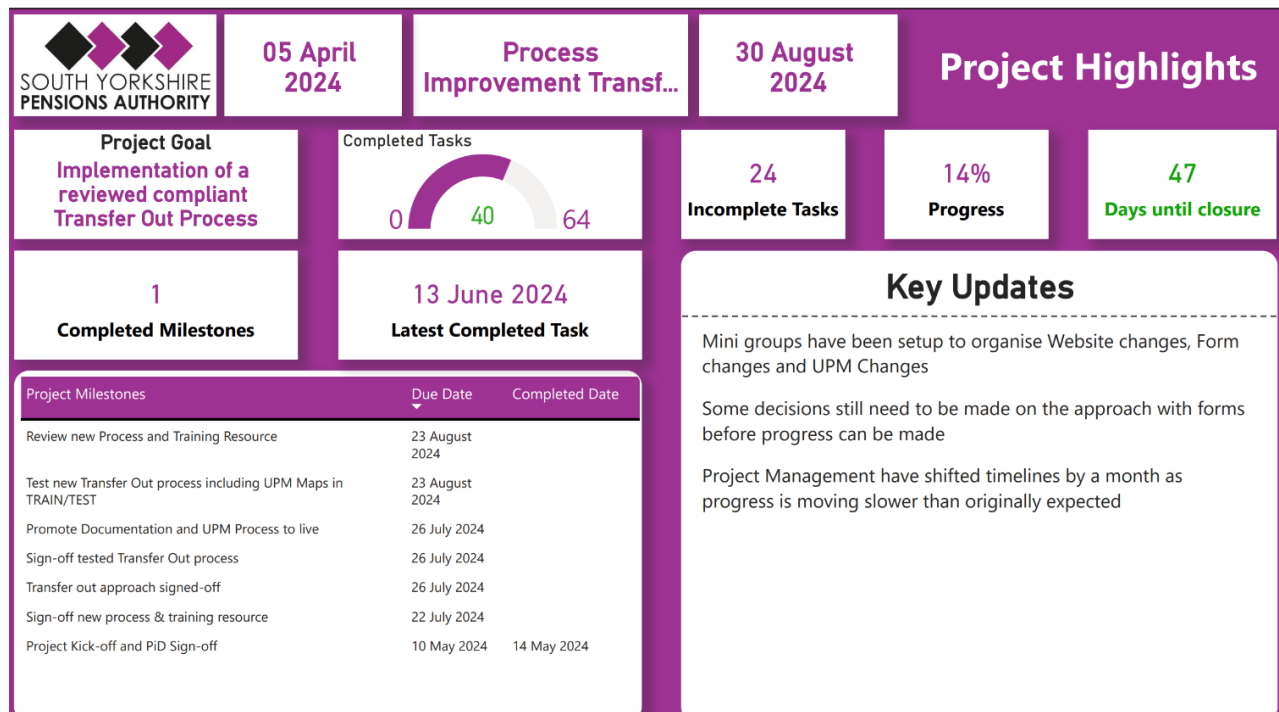 SOUTH YORKSHIRE
PENSIONS AUTHORITY
05 April
2024
Process
Improvement Transf...
30 August
2024
Project Highlights
Project Goal
Implementation of a
reviewed compliant
Transfer Out Process
Completed Tasks
0
40
64
24
Incomplete Tasks
14%
Progress
47
Days until closure
1
Completed Milestones
13 June 2024
Latest Completed Task
Project Milestones Due Date Completed Date
Review new Process and Training Resource 23 August
2024
Test new Transfer Out process including UPM Maps in 23 August
TRAIN/TEST 2024
Promote Documentation and UPM Process to live 26 July 2024
Sign-off tested Transfer Out process 26 July 2024
Transfer out approach signed-off 26 July 2024
Sign-off new process & training resource 22 July 2024
Project Kick-off and PiD Sign-off 10 May 2024 14 May 2024
Key Updates
Mini groups have been setup to organise Website changes, Form
changes and UPM Changes
Some decisions still need to be made on the approach with forms
before progress can be made
Project Management have shifted timelines by a month as
progress is moving slower than originally expected